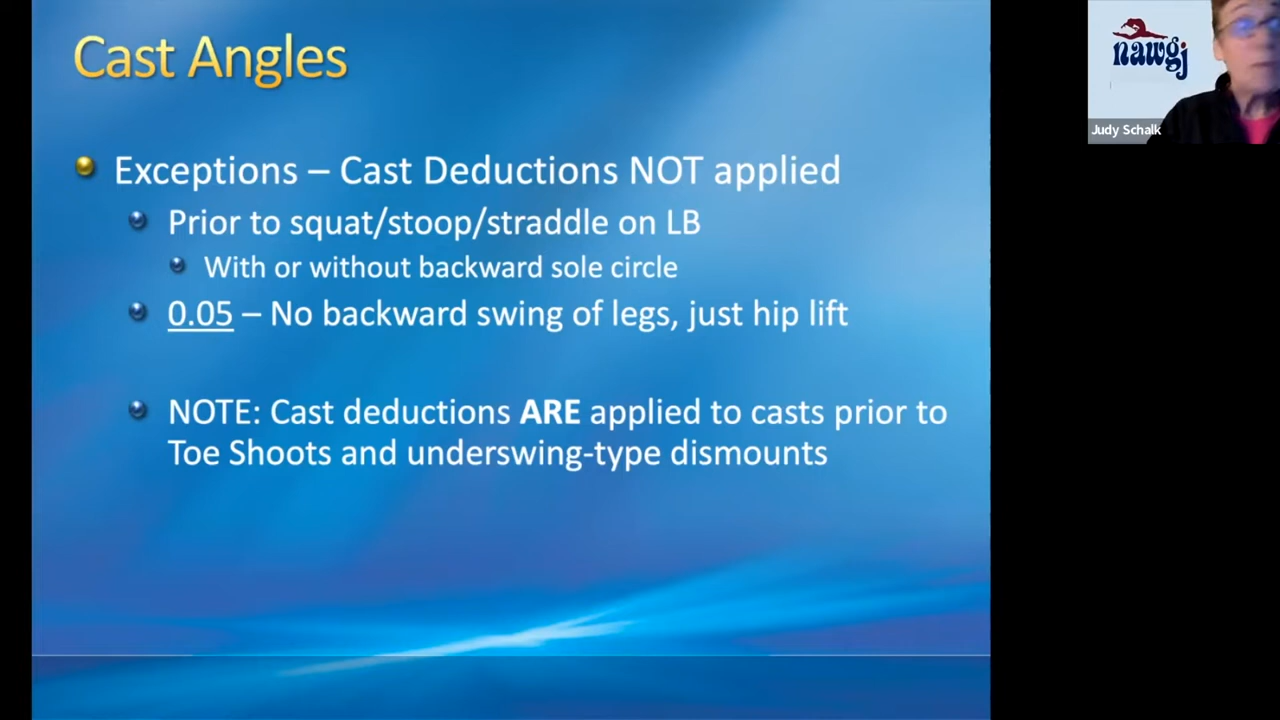 Cast Angles
Exceptions – Cast Deductions NOT applied
Prior to squat/stoop/straddle on LB
With or without backward sole circle
0.05 – No backward swing of legs, just hip lift
NOTE: Cast deductions ARE applied to casts prior to
Toe Shoots and underswing-type dismounts
nawgj
Judy Schalk